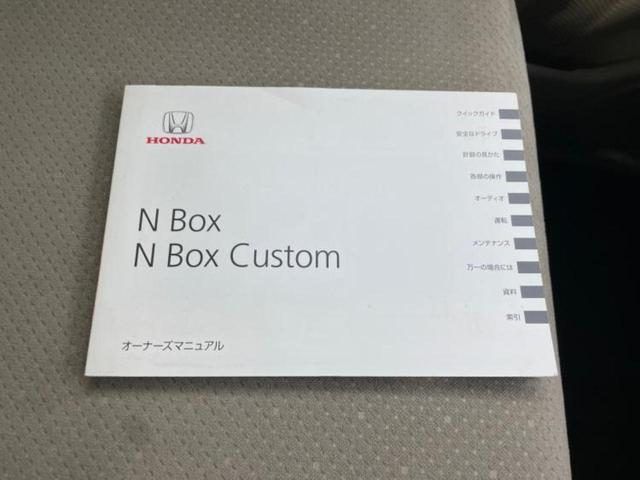 HONDA
N Box
N Box Custom
オーナーズマニュアル
クイックガイド
安全なドライブ
計器の見かた
各部の操作
オーディオ
運転
メンテナンス
万一の場合には
資料
索引